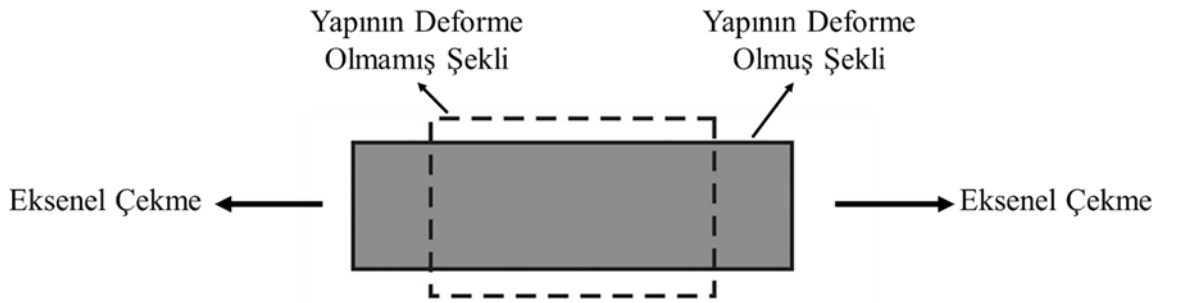 Yapının Deforme
Olmamış Şekli
Yapının Deforme
Olmuş Şekli
Eksenel Çekme
Eksenel Çekme